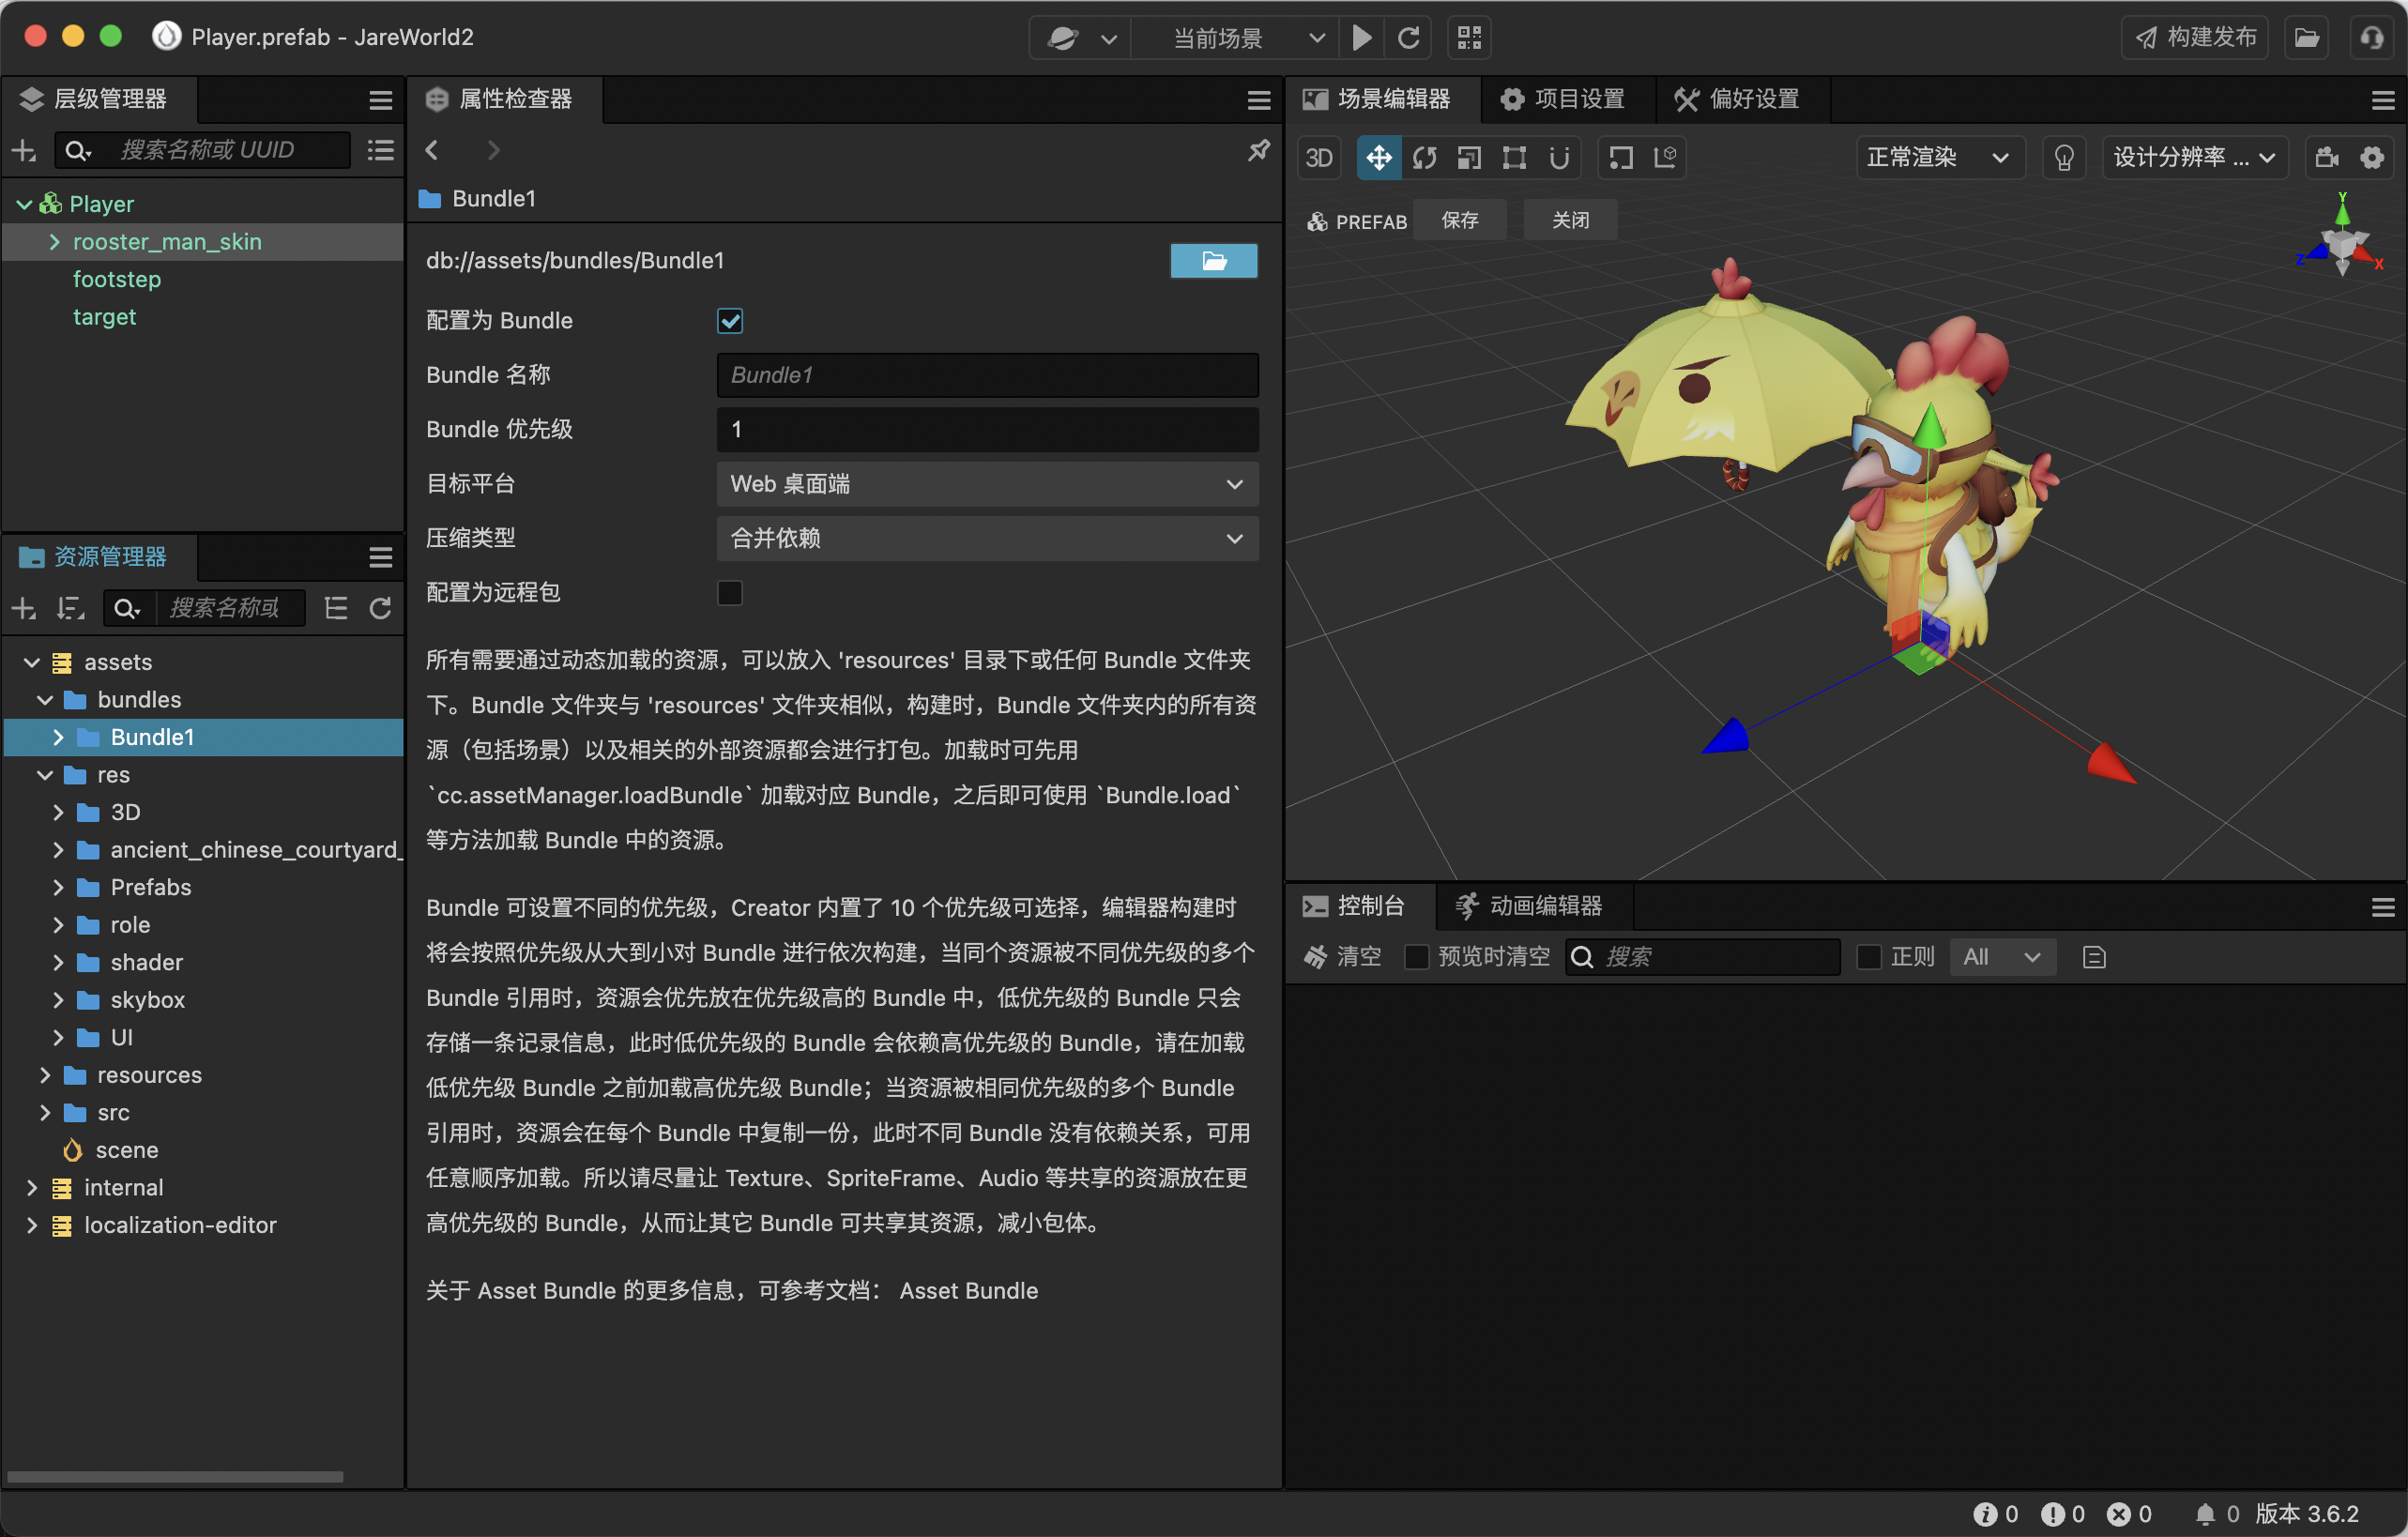 Player.prefab - JareWorld2
当前场景
构建发布
层级管理器
搜索名称或 UUID
Player
rooster_man_skin
footstep
target
资源管理器
搜索名称或
assets
bundles
Bundle1
res
3D
ancient_chinese_courtyard_
Prefabs
role
shader
skybox
UI
resources
src
scene
internal
localization-editor
属性检查器
Bundle1
db://assets/bundles/Bundle1
配置为 Bundle
Bundle 名称
Bundle1
Bundle 优先级
1
目标平台
Web 桌面端
压缩类型
合并依赖
配置为远程包
所有需要通过动态加载的资源，可以放入 'resources' 目录下或任何 Bundle 文件夹
下。Bundle 文件夹与 'resources' 文件夹相似，构建时，Bundle 文件夹内的所有资
源（包括场景）以及相关的外部资源都会进行打包。加载时可先用
`cc.assetManager.loadBundle` 加载对应 Bundle，之后即可使用 `Bundle.load`
等方法加载 Bundle 中的资源。
Bundle 可设置不同的优先级，Creator 内置了 10 个优先级可选择，编辑器构建时
将会按照优先级从大到小对 Bundle 进行依次构建，当同个资源被不同优先级的多个
Bundle 引用时，资源会优先放在优先级高的 Bundle 中，低优先级的 Bundle 只会
存储一条记录信息，此时低优先级的 Bundle 会依赖高优先级的 Bundle，请在加载
低优先级 Bundle 之前加载高优先级 Bundle；当资源被相同优先级的多个 Bundle
引用时，资源会在每个 Bundle 中复制一份，此时不同 Bundle 没有依赖关系，可用
任意顺序加载。所以请尽量让 Texture、SpriteFrame、Audio 等共享的资源放在更
高优先级的 Bundle，从而让其它 Bundle 可共享其资源，减小包体。
关于 Asset Bundle 的更多信息，可参考文档： Asset Bundle
场景编辑器
项目设置
偏好设置
3D
正常渲染
设计分辨率 ...
PREFAB
保存
关闭
Y
Z
X
控制台
动画编辑器
清空
预览时清空
搜索
正则
All
0
0
0
0
版本 3.6.2